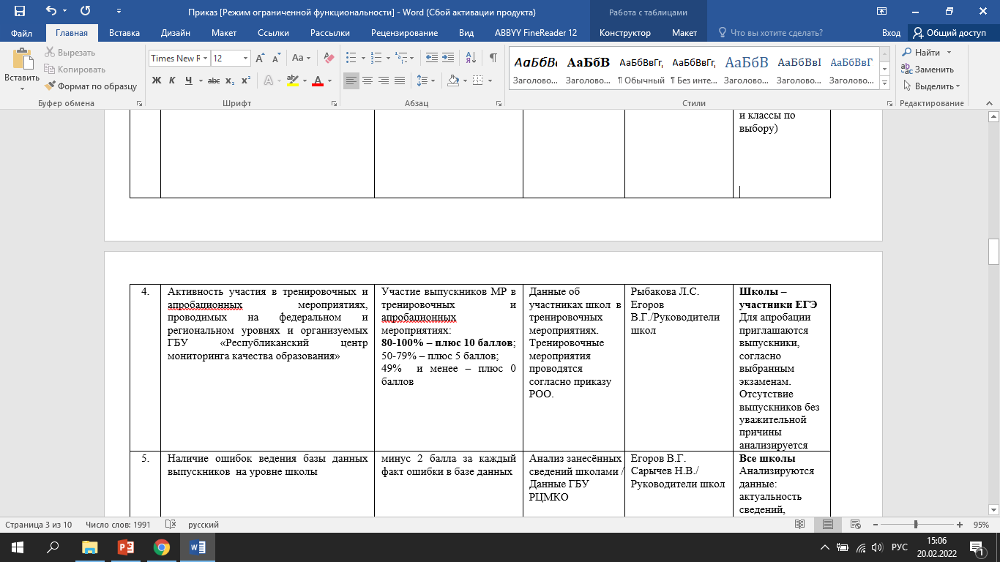 Приказ [Режим ограниченной функциональности] - Word (Сбой активации продукта)
Работа с таблицами
Файл Главная Вставка Дизайн Макет Ссылки Рассылки Рецензирование Вид ABBYY FineReader 12 Конструктор Макет Что вы хотите сделать? Вход Общий доступ
Вставить
Вырезать
Копировать
Формат по образцу
Буфер обмена
Times New F 12
Ж К Ч abc x₂ x²
Шрифт
Абзац
АаБбВ АаБбВ АаБбВвГг, АаБбВвГг, АаБбВ АаБбВвІ АаБбВвГ
Заголово... Заголово... ¶ Обычный ¶ Без инте... Заголово... Заголово... Заголово...
Стили
Найти
Заменить
Выделить
Редактирование
и классы по
выбору)
4.
Активность участия в тренировочных и
апробационных мероприятиях,
проводимых на федеральном и
региональном уровнях и организуемых
ГБУ «Республиканский центр
мониторинга качества образования»
Участие выпускников МР в
тренировочных и
апробационных
мероприятиях:
80-100% – плюс 10 баллов;
50-79% – плюс 5 баллов;
49% и менее – плюс 0
баллов
Данные об
участниках школ в
тренировочных
мероприятиях.
Тренировочные
мероприятия
проводятся
согласно приказу
РОО.
Рыбакова Л.С.
Егоров
В.Г./Руководители
школ
Школы –
участники ЕГЭ
Для апробации
приглашаются
выпускники,
согласно
выбранным
экзаменам.
Отсутствие
выпускников без
уважительной
причины
анализируется
5.
Наличие ошибок ведения базы данных
выпускников на уровне школы
минус 2 балла за каждый
факт ошибки в базе данных
Анализ занесённых
сведений школами /
Данные ГБУ
РЦМКО
Егоров В.Г.
Сарычев Н.В./
Руководители школ
Все школы
Анализируются
данные:
актуальность
сведений,
Страница 3 из 10 Число слов: 1991 русский 95%
РУС
15:06
20.02.2022